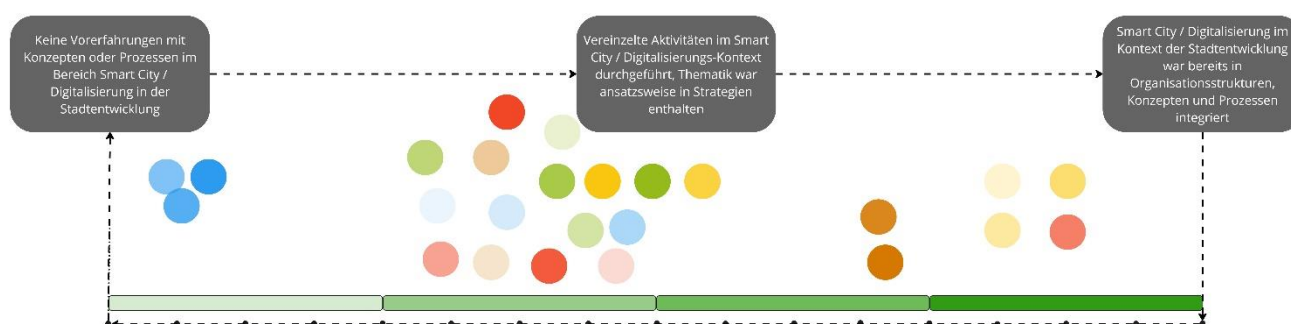 Keine Vorerfahrungen mit
Konzepten oder Prozessen im
Bereich Smart City /
Digitalisierung in der
Stadtentwicklung
Vereinzelte Aktivitäten im Smart
City / Digitalisierungs-Kontext
durchgeführt, Thematik war
ansatzsweise in Strategien
enthalten
Smart City / Digitalisierung im
Kontext der Stadtentwicklung
war bereits in
Organisationsstrukturen,
Konzepten und Prozessen
integriert